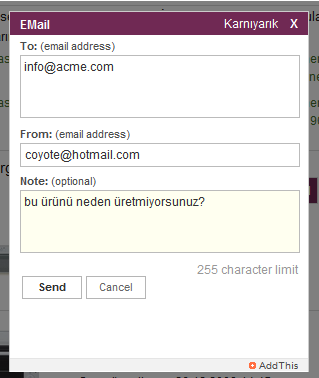 EMail Karnıyarık X
To: (email address)
info@acme.com
From: (email address)
coyote@hotmail.com
Note: (optional)
bu ürünü neden üretmiyorsunuz?
255 character limit
Send Cancel
AddThis